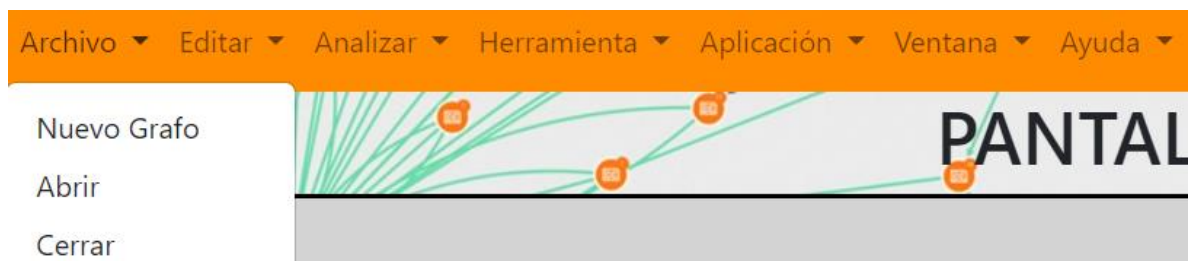 Archivo Editar Analizar Herramienta Aplicación Ventana Ayuda
PANTAL
Nuevo Grafo
Abrir
Cerrar